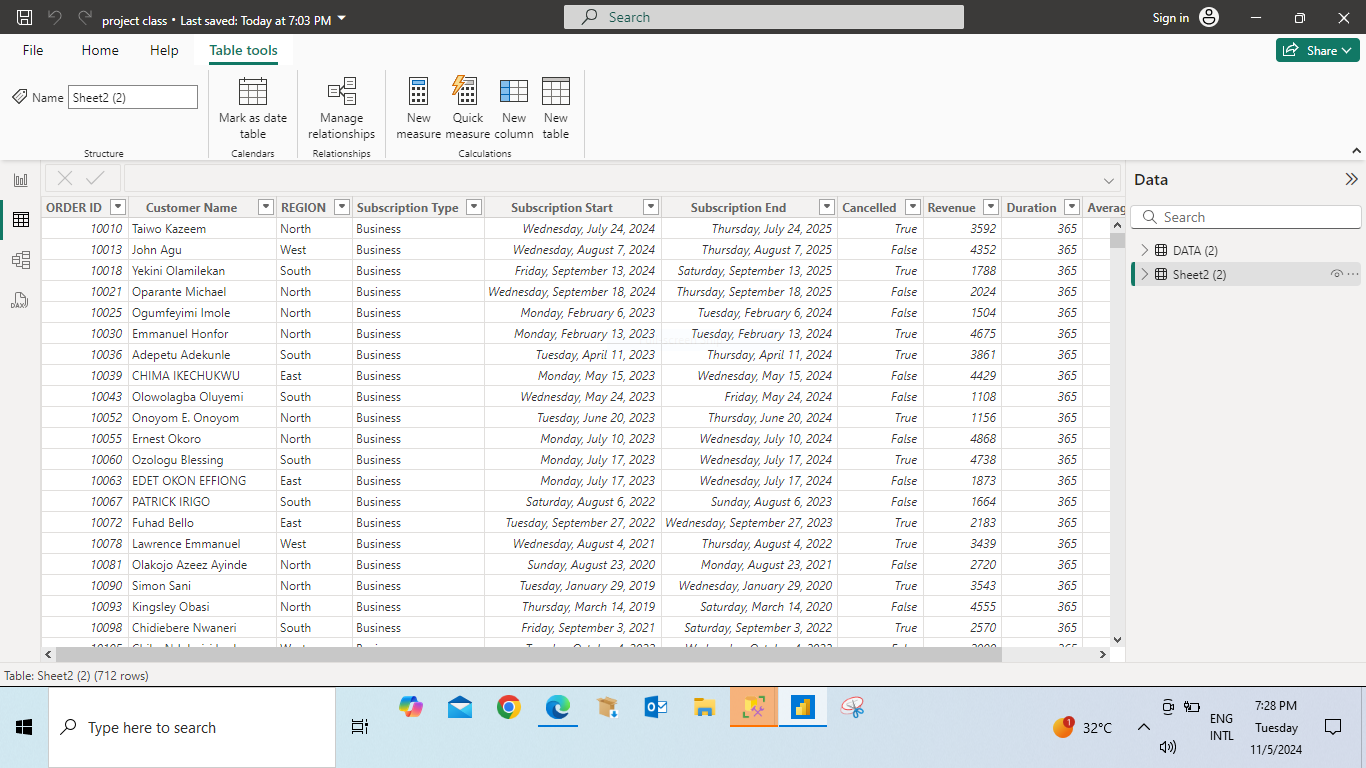 project class • Last saved: Today at 7:03 PM
Search
Sign in
File Home Help Table tools
Share
Name Sheet2 (2)
Mark as date table
Manage relationships
New measure
Quick measure
New column
New table
Structure
Calendars
Relationships
Calculations
ORDER ID Customer Name REGION Subscription Type Subscription Start Subscription End Cancelled Revenue Duration Averag
10010 Taiwo Kazeem North Business Wednesday, July 24, 2024 Thursday, July 24, 2025 True 3592 365
10013 John Agu West Business Wednesday, August 7, 2024 Thursday, August 7, 2025 False 4352 365
10018 Yekini Olamilekan South Business Friday, September 13, 2024 Saturday, September 13, 2025 True 1788 365
10021 Oparante Michael North Business Wednesday, September 18, 2024 Thursday, September 18, 2025 False 2024 365
10025 Ogumfeyimi Imole North Business Monday, February 6, 2023 Tuesday, February 6, 2024 False 1504 365
10030 Emmanuel Honfor North Business Monday, February 13, 2023 Tuesday, February 13, 2024 True 4675 365
10036 Adepetu Adekunle South Business Tuesday, April 11, 2023 Thursday, April 11, 2024 True 3861 365
10039 CHIMA IKECHUKWU East Business Monday, May 15, 2023 Wednesday, May 15, 2024 False 4429 365
10043 Olowolagba Oluyemi South Business Wednesday, May 24, 2023 Friday, May 24, 2024 False 1108 365
10052 Onoyom E. Onoyom North Business Tuesday, June 20, 2023 Thursday, June 20, 2024 True 1156 365
10055 Ernest Okoro North Business Monday, July 10, 2023 Wednesday, July 10, 2024 False 4868 365
10060 Ozologu Blessing South Business Monday, July 17, 2023 Wednesday, July 17, 2024 True 4738 365
10063 EDET OKON EFFIONG East Business Monday, July 17, 2023 Wednesday, July 17, 2024 False 1873 365
10067 PATRICK IRIGO South Business Saturday, August 6, 2022 Sunday, August 6, 2023 False 1664 365
10072 Fuhad Bello East Business Tuesday, September 27, 2022 Wednesday, September 27, 2023 True 2183 365
10078 Lawrence Emmanuel West Business Wednesday, August 4, 2021 Thursday, August 4, 2022 True 3439 365
10081 Olakojo Azeez Ayinde North Business Sunday, August 23, 2020 Monday, August 23, 2021 False 2720 365
10090 Simon Sani North Business Tuesday, January 29, 2019 Wednesday, January 29, 2020 True 3543 365
10093 Kingsley Obasi North Business Thursday, March 14, 2019 Saturday, March 14, 2020 False 4555 365
10098 Chidiebere Nwaneri South Business Friday, September 3, 2021 Saturday, September 3, 2022 True 2570 365
Data
Search
DATA (2)
Sheet2 (2)
Table: Sheet2 (2) (712 rows)
Type here to search
1
32°C
ENG
INTL
7:28 PM
Tuesday
11/5/2024